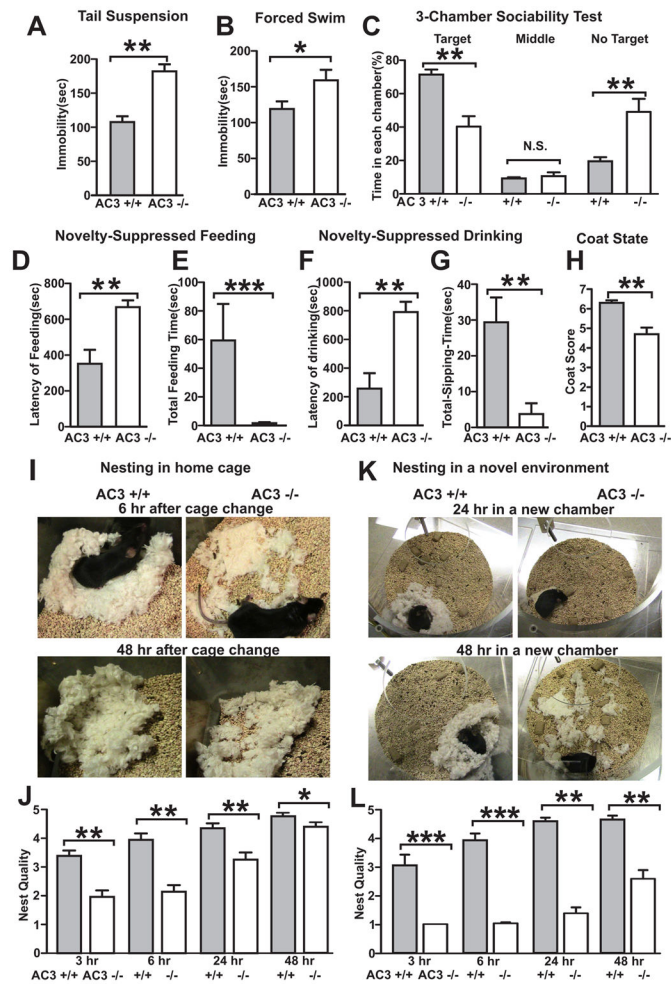 A
Tail Suspension
**
Immobility(sec)
200
150
100
50
0
AC3 +/+ AC3 -/-
B
Forced Swim
*
Immobility(sec)
200
150
100
50
0
AC3 +/+ AC3 -/-
C
3-Chamber Sociability Test
Target Middle No Target
** N.S. **
Time in each chamber(%)
80
60
40
20
0
AC 3 +/+ -/- +/+ -/- +/+ -/-
Novelty-Suppressed Feeding
D
**
Latency of Feeding(sec)
800
600
400
200
0
AC3 +/+ AC3 -/-
E
***
Total Feeding Time(sec)
100
80
60
40
20
0
AC3 +/+ AC3 -/-
Novelty-Suppressed Drinking
F
**
Latency of drinking(sec)
1000
800
600
400
200
0
AC3 +/+ AC3 -/-
G
**
Total-Sipping-Time(sec)
40
30
20
10
0
AC3 +/+ AC3 -/-
Coat State
H
**
Coat Score
7
6
5
4
3
2
1
0
AC3 +/+ AC3 -/-
I
Nesting in home cage
AC3 +/+ AC3 -/-
6 hr after cage change
48 hr after cage change
K
Nesting in a novel environment
AC3 +/+ AC3 -/-
24 hr in a new chamber
48 hr in a new chamber
J
** ** ** *
Nest Quality
5
4
3
2
1
0
3 hr 6 hr 24 hr 48 hr
AC3 +/+ AC3 -/- +/+ -/- +/+ -/- +/+ -/-
L
*** *** ** **
Nest Quality
5
4
3
2
1
0
3 hr 6 hr 24 hr 48 hr
AC3 +/+ AC3 -/- +/+ -/- +/+ -/- +/+ -/-